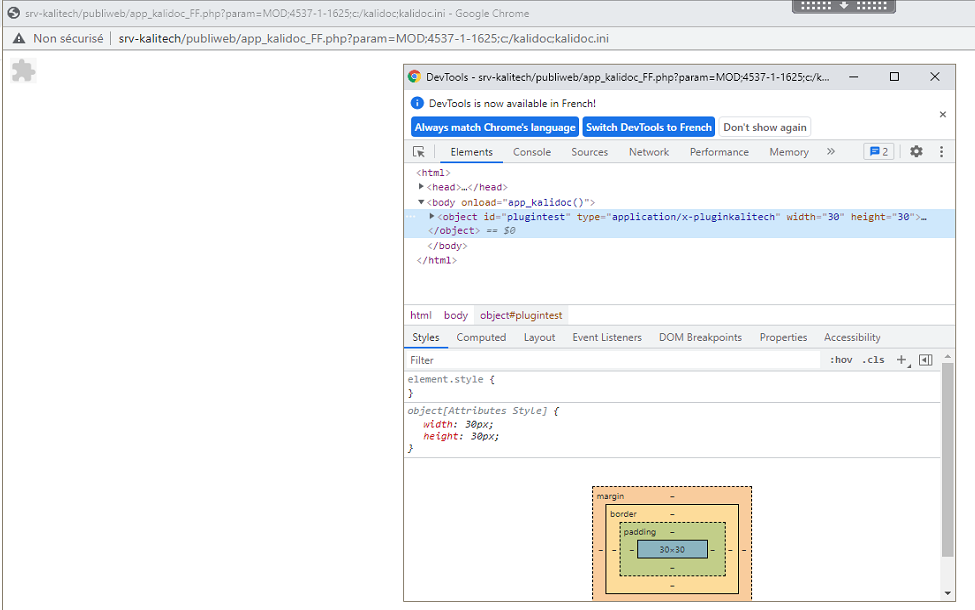 srv-kalitech/publiweb/app_kalidoc_FF.php?param=MOD;4537-1-1625;c:/kalidoc;kalidoc.ini - Google Chrome
Non sécurisé | srv-kalitech/publiweb/app_kalidoc_FF.php?param=MOD;4537-1-1625;c:/kalidoc;kalidoc.ini
DevTools - srv-kalitech/publiweb/app_kalidoc_FF.php?param=MOD;4537-1-1625;c:/k...
DevTools is now available in French!
Always match Chrome's language Switch DevTools to French Don't show again
Elements Console Sources Network Performance Memory » 2
<html>
<head>…</head>
<body onload="app_kalidoc()">
<object id="plugintest" type="application/x-pluginkalitech" width="30" height="30">…
</object> == $0
</body>
</html>
html body object#plugintest
Styles Computed Layout Event Listeners DOM Breakpoints Properties Accessibility
Filter :hov .cls +
element.style {
}
object[Attributes Style] {
width: 30px;
height: 30px;
}
margin -
border -
padding -
- - - 30×30 - - -
-
-